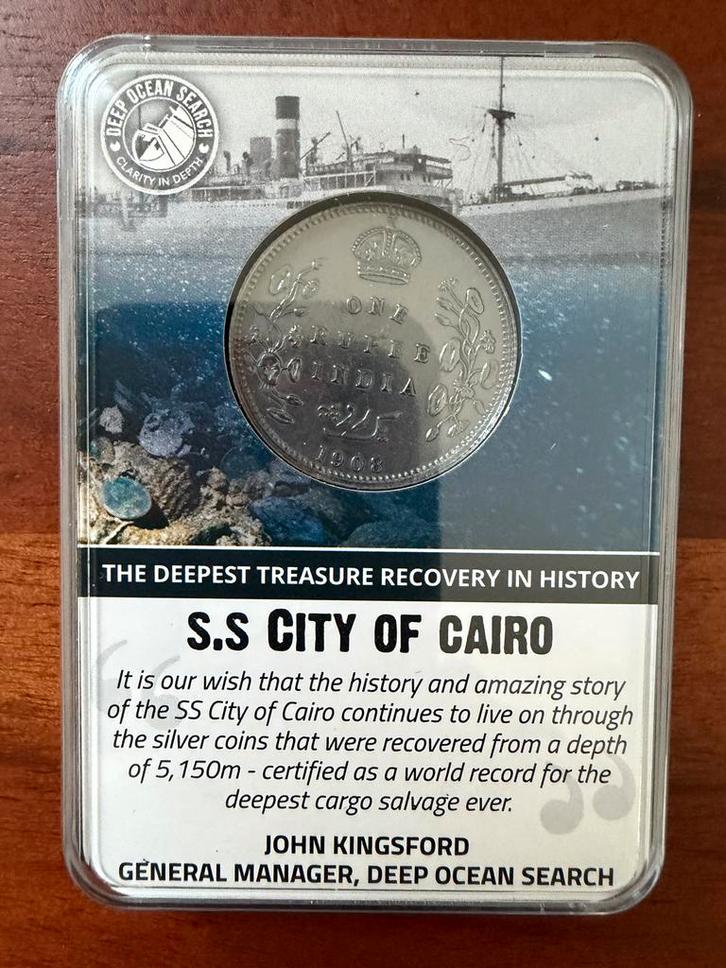 DEEP OCEAN SEARCH
CLARITY IN DEPTH
ONE
RUPEE
INDIA
1908
THE DEEPEST TREASURE RECOVERY IN HISTORY
S.S CITY OF CAIRO
It is our wish that the history and amazing story
of the SS City of Cairo continues to live on through
the silver coins that were recovered from a depth
of 5,150m - certified as a world record for the
deepest cargo salvage ever.
JOHN KINGSFORD
GENERAL MANAGER, DEEP OCEAN SEARCH